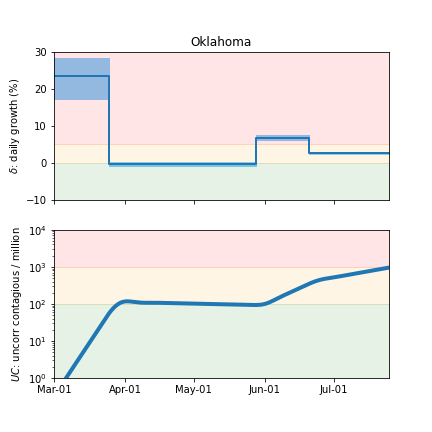 Oklahoma
δ: daily growth (%)
30
20
10
0
−10
UC: uncorr contagious / million
10⁴
10³
10²
10¹
10⁰
Mar-01 Apr-01 May-01 Jun-01 Jul-01